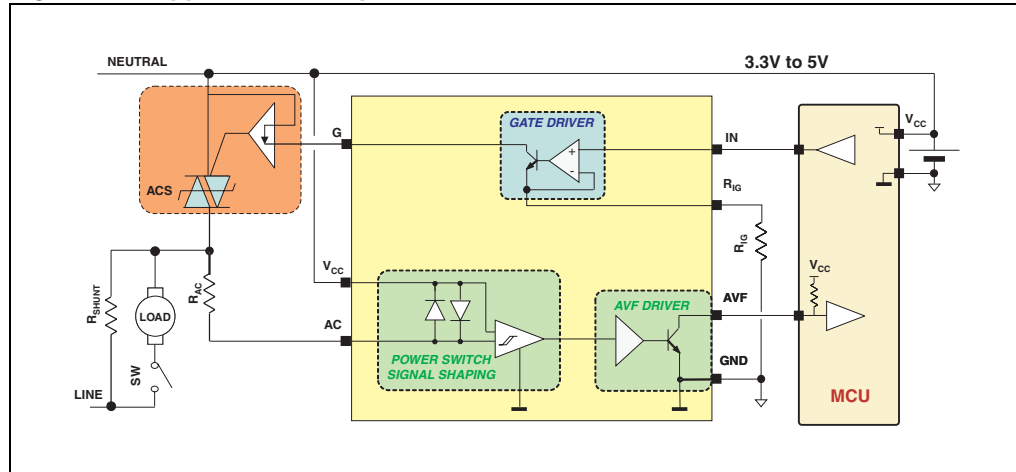 NEUTRAL
3.3V to 5V
GATE DRIVER
G
IN
VCC
+
-
ACS
RIG
RIG
VCC
VCC
RSHUNT
LOAD
RAC
AC
AVF
AVF DRIVER
SW
POWER SWITCH
SIGNAL SHAPING
GND
LINE
MCU